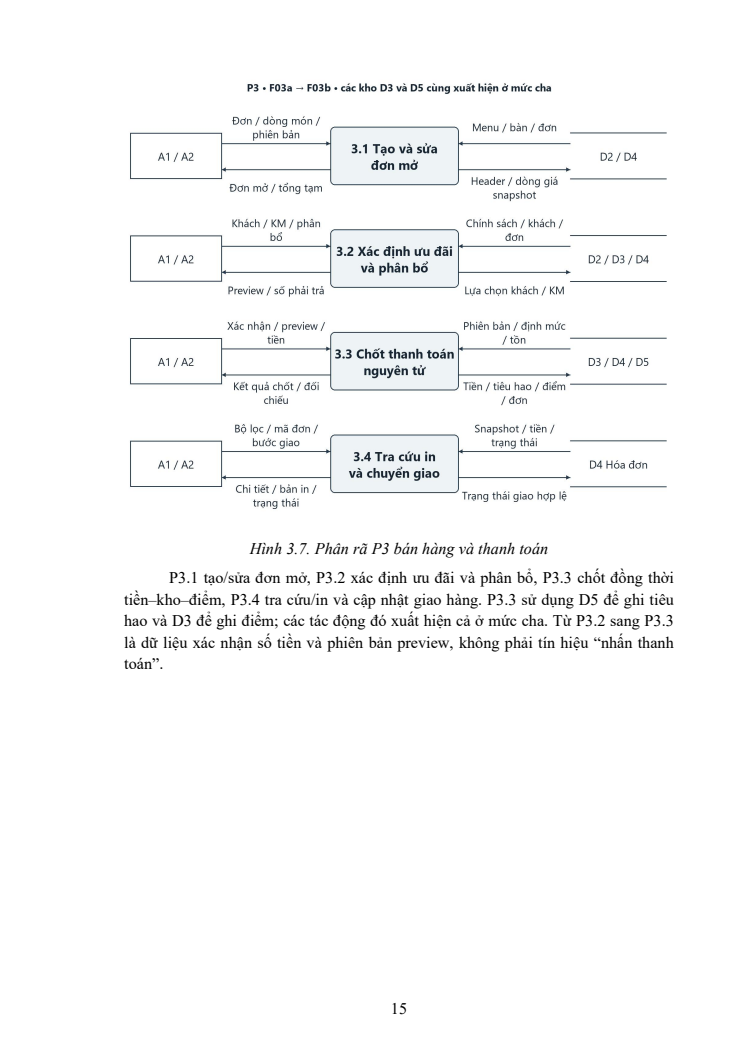 P3 • F03a → F03b • các kho D3 và D5 cùng xuất hiện ở mức cha
Đơn / dòng món /
phiên bản
Menu / bàn / đơn
A1 / A2
3.1 Tạo và sửa
đơn mở
D2 / D4
Đơn mở / tổng tạm
Header / dòng giá
snapshot
Khách / KM / phân
bổ
Chính sách / khách /
đơn
A1 / A2
3.2 Xác định ưu đãi
và phân bổ
D2 / D3 / D4
Preview / số phải trả
Lựa chọn khách / KM
Xác nhận / preview /
tiền
Phiên bản / định mức
/ tồn
A1 / A2
3.3 Chốt thanh toán
nguyên tử
D3 / D4 / D5
Kết quả chốt / đối
chiếu
Tiền / tiêu hao / điểm
/ đơn
Bộ lọc / mã đơn /
bước giao
Snapshot / tiền /
trạng thái
A1 / A2
3.4 Tra cứu in
và chuyển giao
D4 Hóa đơn
Chi tiết / bản in /
trạng thái
Trạng thái giao hợp lệ
Hình 3.7. Phân rã P3 bán hàng và thanh toán
P3.1 tạo/sửa đơn mở, P3.2 xác định ưu đãi và phân bổ, P3.3 chốt đồng thời
tiền–kho–điểm, P3.4 tra cứu/in và cập nhật giao hàng. P3.3 sử dụng D5 để ghi tiêu
hao và D3 để ghi điểm; các tác động đó xuất hiện cả ở mức cha. Từ P3.2 sang P3.3
là dữ liệu xác nhận số tiền và phiên bản preview, không phải tín hiệu “nhấn thanh
toán”.
15